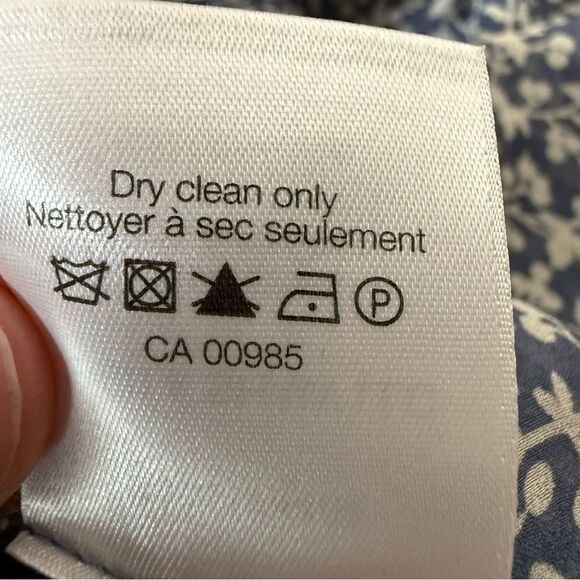 Dry clean only
Nettoyer à sec seulement
P
CA 00985